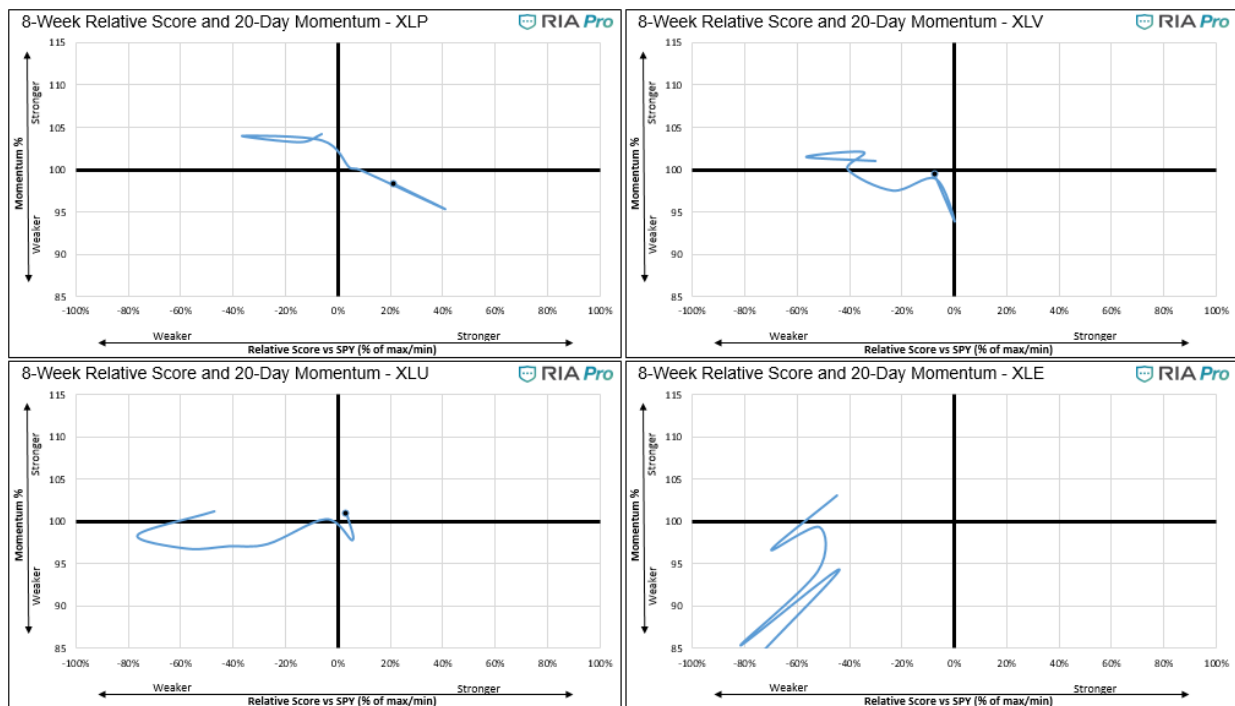 8-Week Relative Score and 20-Day Momentum - XLP
RIA Pro
115
110
105
100
95
90
85
Stronger
Momentum %
Weaker
-100% -80% -60% -40% -20% 0% 20% 40% 60% 80% 100%
Weaker Stronger
Relative Score vs SPY (% of max/min)
8-Week Relative Score and 20-Day Momentum - XLV
RIA Pro
115
110
105
100
95
90
85
Stronger
Momentum %
Weaker
-100% -80% -60% -40% -20% 0% 20% 40% 60% 80% 100%
Weaker Stronger
Relative Score vs SPY (% of max/min)
8-Week Relative Score and 20-Day Momentum - XLU
RIA Pro
115
110
105
100
95
90
85
Stronger
Momentum %
Weaker
-100% -80% -60% -40% -20% 0% 20% 40% 60% 80% 100%
Weaker Stronger
Relative Score vs SPY (% of max/min)
8-Week Relative Score and 20-Day Momentum - XLE
RIA Pro
115
110
105
100
95
90
85
Stronger
Momentum %
Weaker
-100% -80% -60% -40% -20% 0% 20% 40% 60% 80% 100%
Weaker Stronger
Relative Score vs SPY (% of max/min)